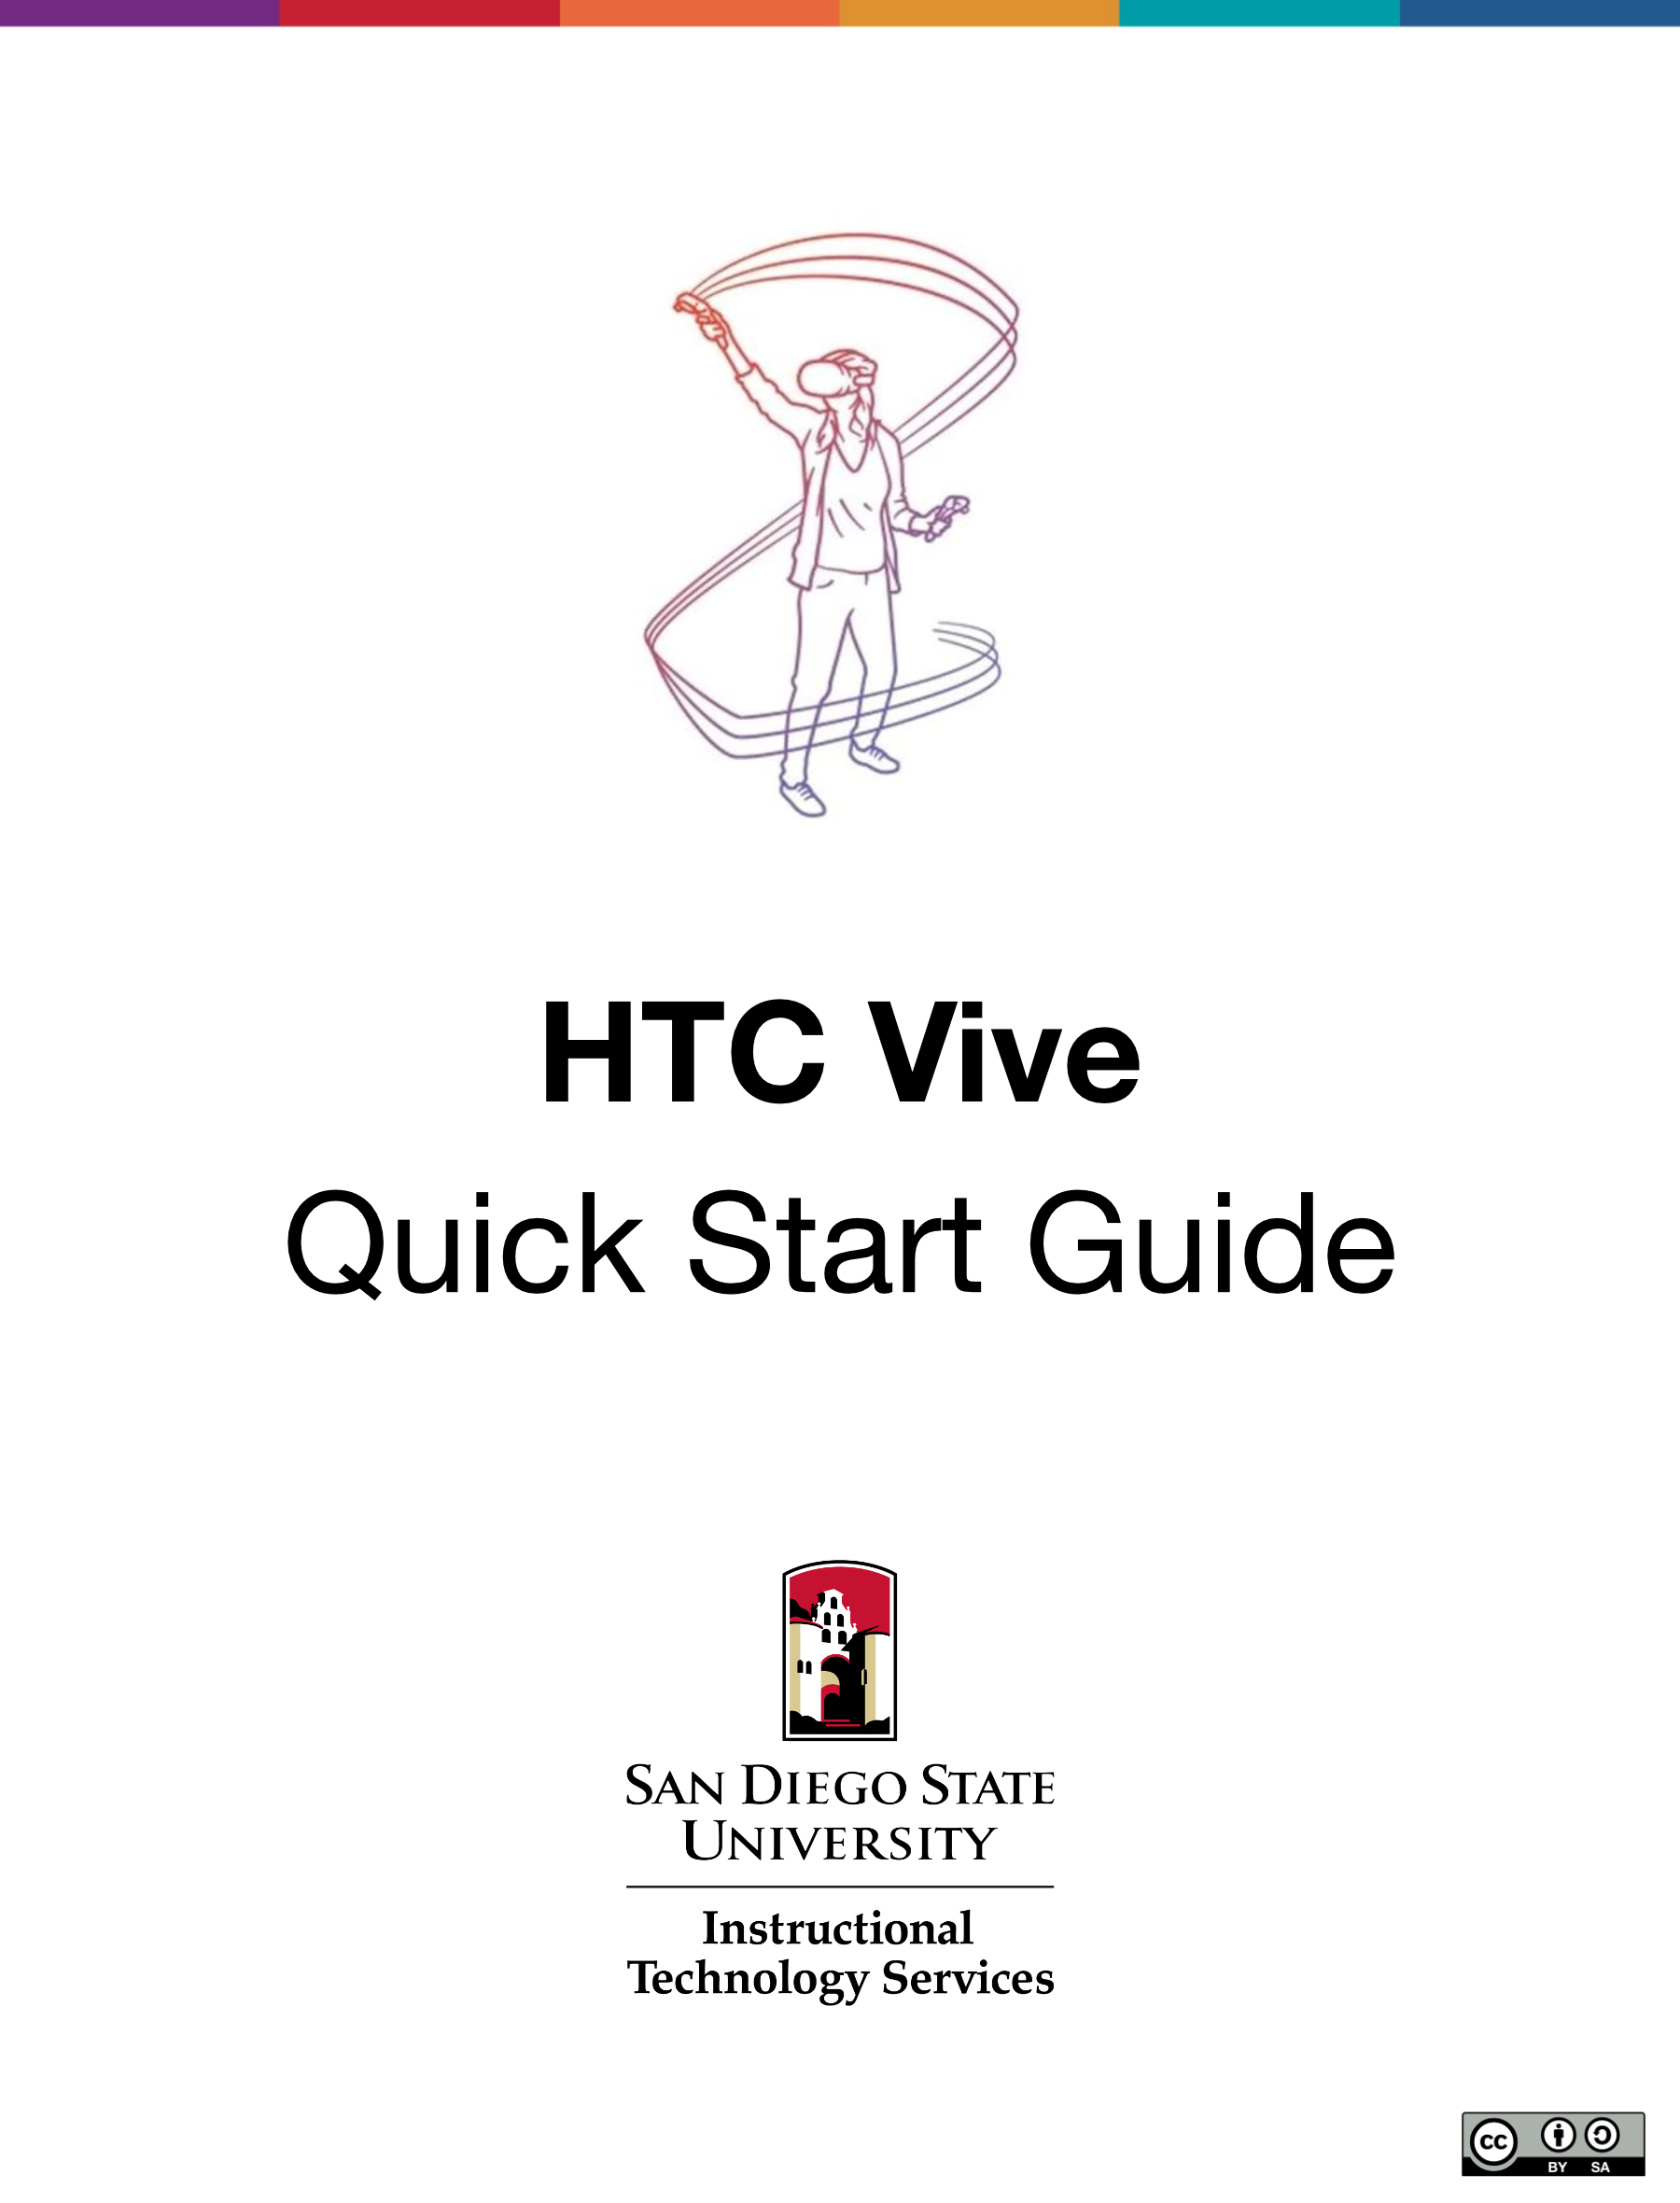 HTC Vive
Quick Start Guide
SAN DIEGO STATE
UNIVERSITY
Instructional
Technology Services
cc
BY SA